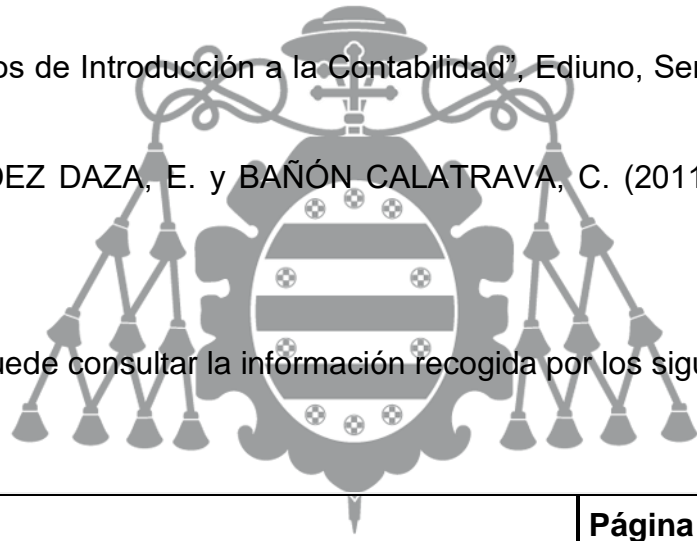 os de Introducción a la Contabilidad”, Ediuno, Ser
DEZ DAZA, E. y BAÑÓN CALATRAVA, C. (2011
uede consultar la información recogida por los sigu
Página